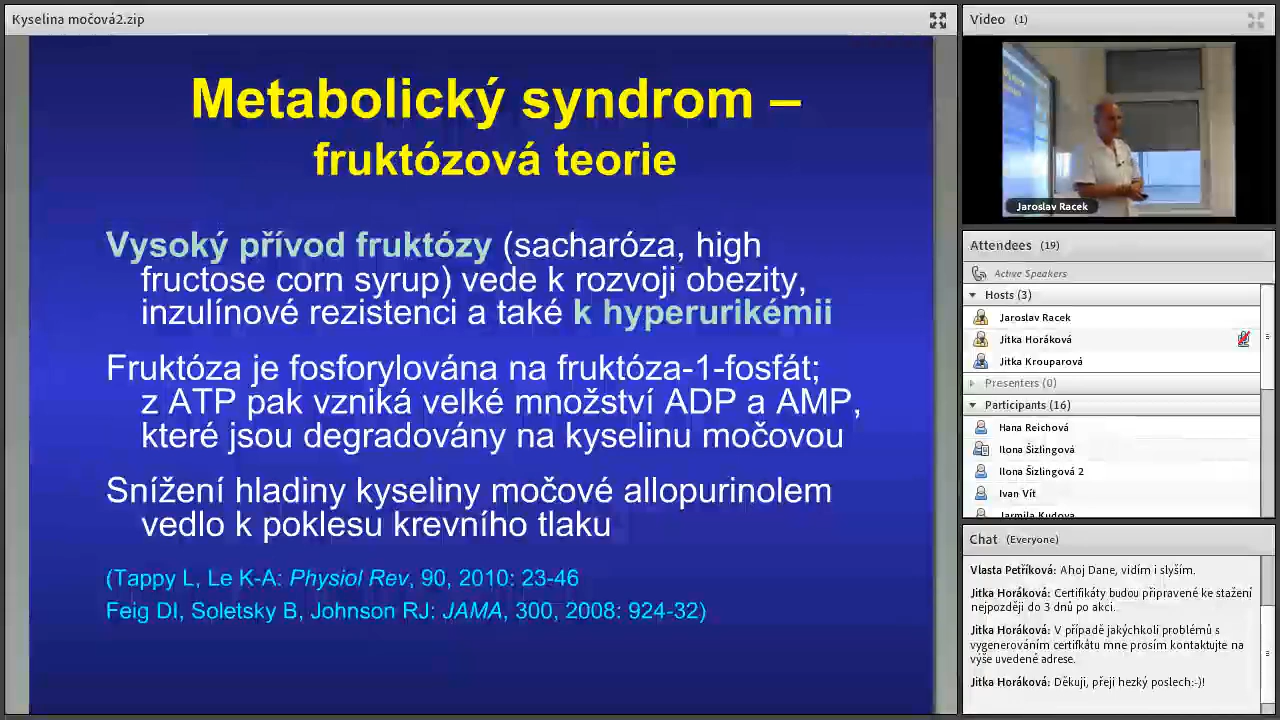 Kyselina močová2.zip
Metabolický syndrom –
fruktózová teorie
Vysoký přívod fruktózy (sacharóza, high
fructose corn syrup) vede k rozvoji obezity,
inzulínové rezistenci a také k hyperurikémii
Fruktóza je fosforylována na fruktóza-1-fosfát;
z ATP pak vzniká velké množství ADP a AMP,
které jsou degradovány na kyselinu močovou
Snížení hladiny kyseliny močové allopurinolem
vedlo k poklesu krevního tlaku
(Tappy L, Le K-A: Physiol Rev, 90, 2010: 23-46
Feig DI, Soletsky B, Johnson RJ: JAMA, 300, 2008: 924-32)
Video (1)
Jaroslav Racek
Attendees (19)
Active Speakers
Hosts (3)
Jaroslav Racek
Jitka Horáková
Jitka Krouparová
Presenters (0)
Participants (16)
Hana Reichová
Ilona Šizlingová
Ilona Šizlingová 2
Ivan Vít
Jarmila Kudova
Chat (Everyone)
Vlasta Petříková: Ahoj Dane, vidím i slyším.
Jitka Horáková: Certifikáty budou připravené ke stažení
nejpozději do 3 dnů po akci.
Jitka Horáková: V případě jakýchkoli problémů s
vygenerováním certifkátu mne prosím kontaktujte na
výše uvedené adrese.
Jitka Horáková: Děkuji, přeji hezký poslech:-)!